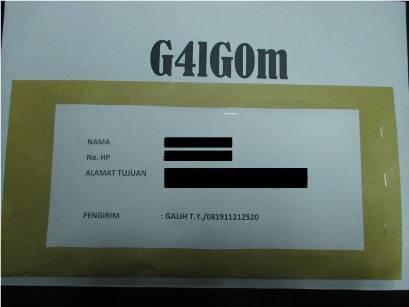 G4lG0m
NAMA
No. HP
ALAMAT TUJUAN
PENGIRIM : GALIH T.Y./081911212520